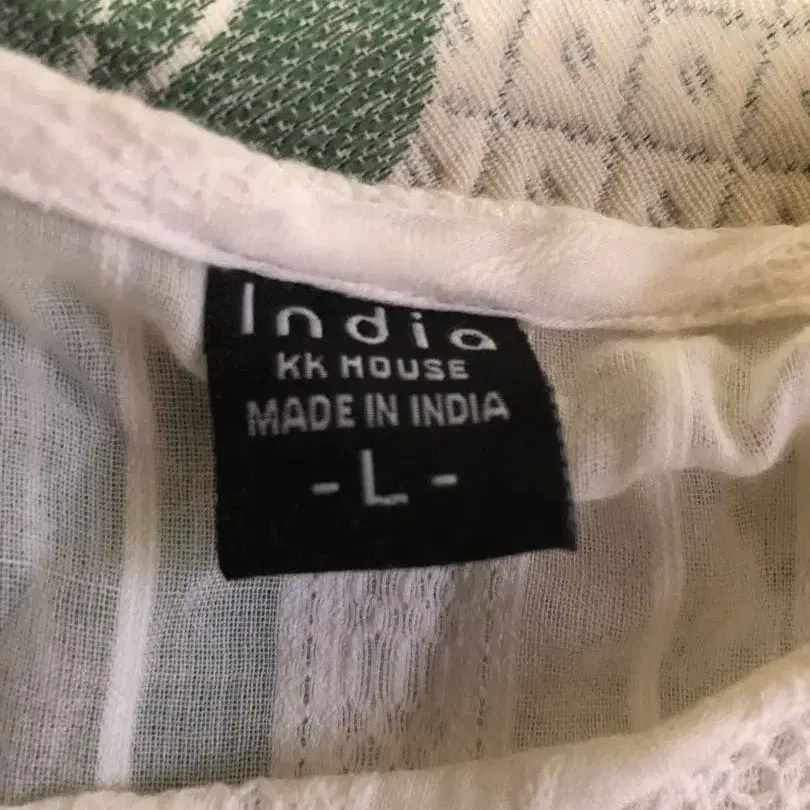 India
KK HOUSE
MADE IN INDIA
- L -